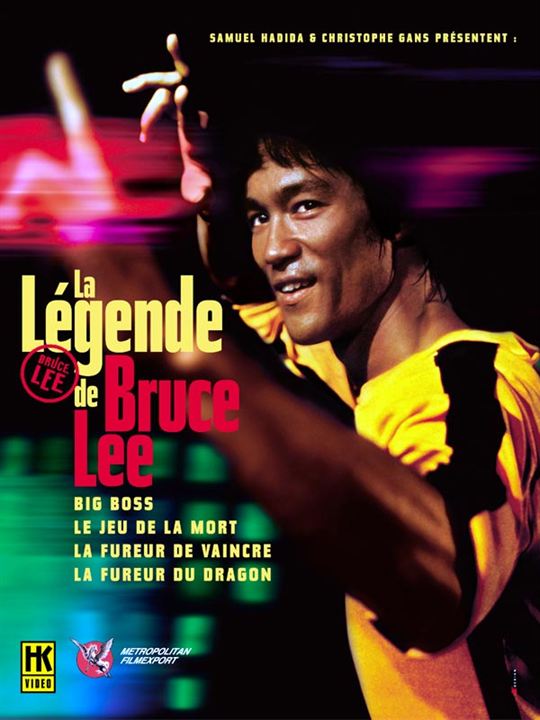 SAMUEL HADIDA & CHRISTOPHE GANS PRÉSENTENT :
La
Légende
de Bruce
Lee
BRUCE
LEE
BIG BOSS
LE JEU DE LA MORT
LA FUREUR DE VAINCRE
LA FUREUR DU DRAGON
HK
VIDEO
METROPOLITAN
FILMEXPORT